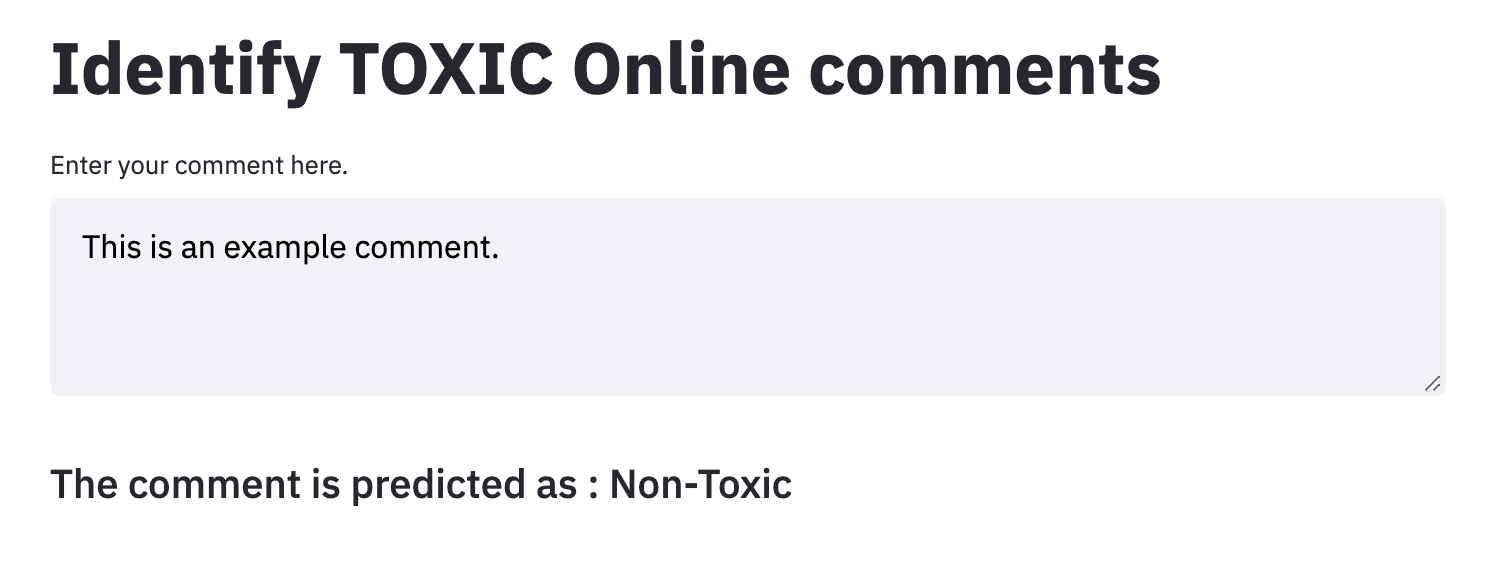 Identify TOXIC Online comments
Enter your comment here.
This is an example comment.
The comment is predicted as : Non-Toxic